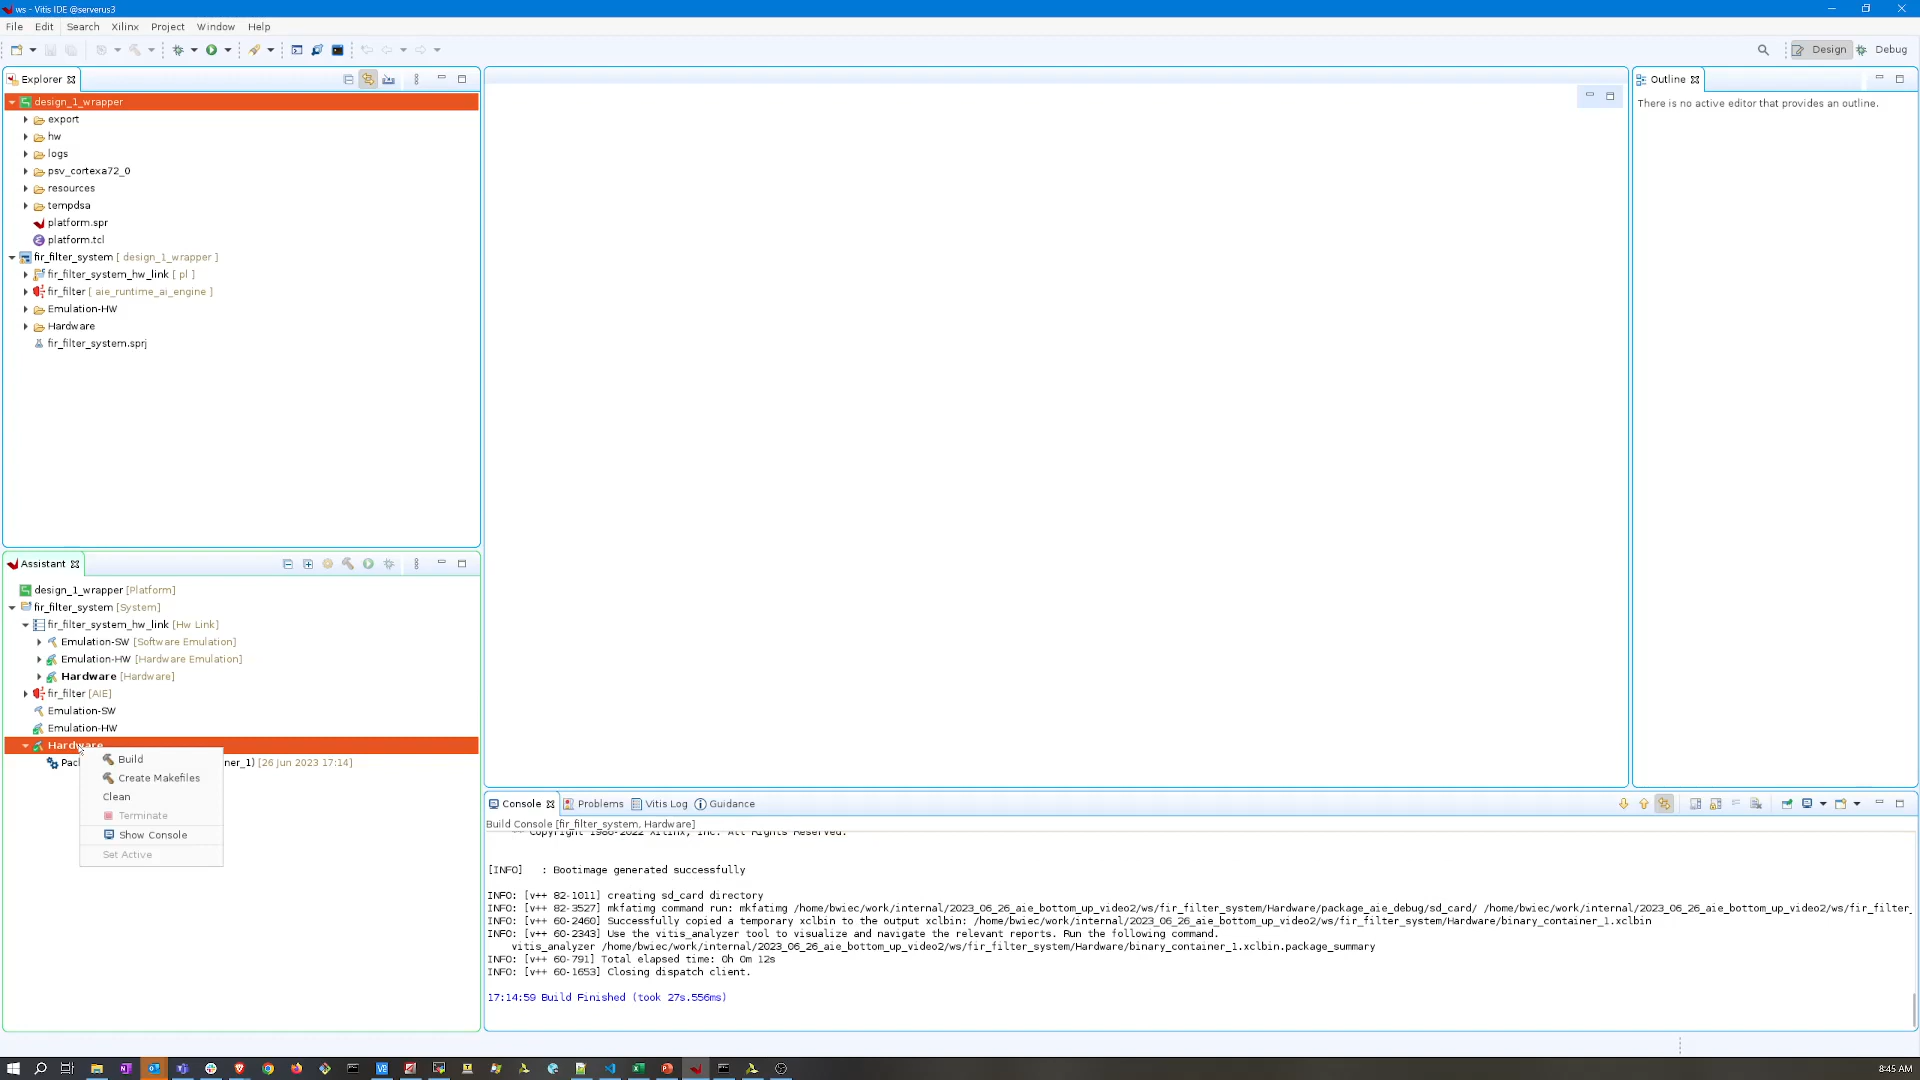 ws - Vitis IDE @serverus3
File Edit Search Xilinx Project Window Help
Design Debug
Explorer
design_1_wrapper
export
hw
logs
psv_cortexa72_0
resources
tempdsa
platform.spr
platform.tcl
fir_filter_system [ design_1_wrapper ]
fir_filter_system_hw_link [ pl ]
fir_filter [ aie_runtime_ai_engine ]
Emulation-HW
Hardware
fir_filter_system.sprj
Outline
There is no active editor that provides an outline.
Assistant
design_1_wrapper [Platform]
fir_filter_system [System]
fir_filter_system_hw_link [Hw Link]
Emulation-SW [Software Emulation]
Emulation-HW [Hardware Emulation]
Hardware [Hardware]
fir_filter [AIE]
Emulation-SW
Emulation-HW
Hardware
ner_1) [26 Jun 2023 17:14]
Build
Create Makefiles
Clean
Terminate
Show Console
Set Active
Console Problems Vitis Log Guidance
Build Console [fir_filter_system, Hardware]
** Copyright 1986-2022 Xilinx, Inc. All Rights Reserved.
[INFO]   : Bootimage generated successfully
INFO: [v++ 82-1011] creating sd_card directory
INFO: [v++ 82-3527] mkfatimg command run: mkfatimg /home/bwiec/work/internal/2023_06_26_aie_bottom_up_video2/ws/fir_filter_system/Hardware/package_aie_debug/sd_card/ /home/bwiec/work/internal/2023_06_26_aie_bottom_up_video2/ws/fir_filter_
INFO: [v++ 60-2460] Successfully copied a temporary xclbin to the output xclbin: /home/bwiec/work/internal/2023_06_26_aie_bottom_up_video2/ws/fir_filter_system/Hardware/binary_container_1.xclbin
INFO: [v++ 60-2343] Use the vitis_analyzer tool to visualize and navigate the relevant reports. Run the following command.
vitis_analyzer /home/bwiec/work/internal/2023_06_26_aie_bottom_up_video2/ws/fir_filter_system/Hardware/binary_container_1.xclbin.package_summary
INFO: [v++ 60-791] Total elapsed time: 0h 0m 12s
INFO: [v++ 60-1653] Closing dispatch client.
17:14:59 Build Finished (took 27s.556ms)
8:45 AM